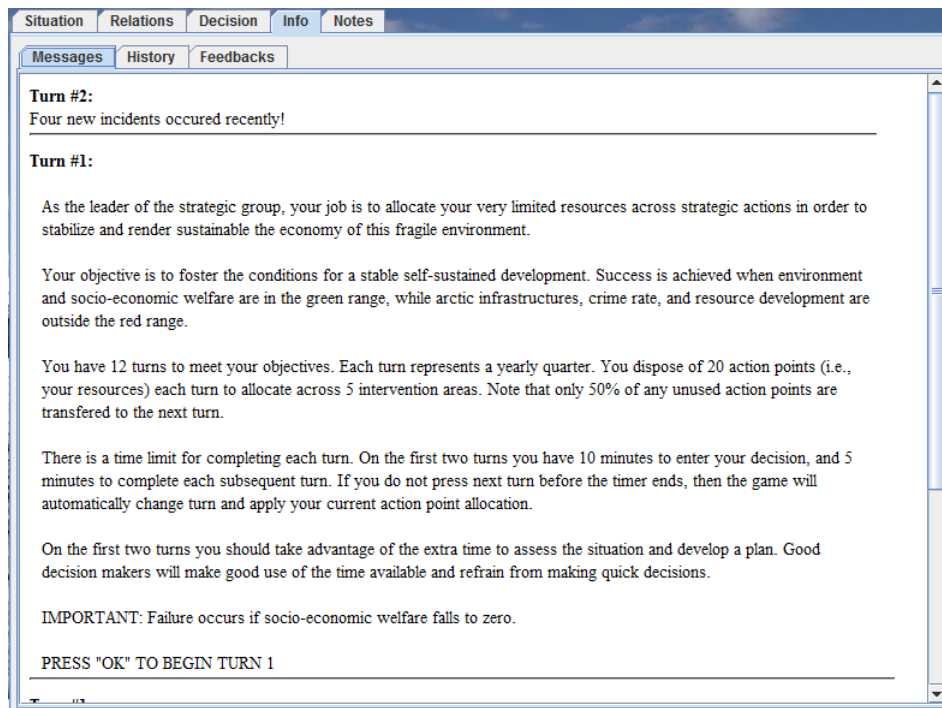 Situation Relations Decision Info Notes
Messages History Feedbacks
Turn #2:
Four new incidents occured recently!
Turn #1:
As the leader of the strategic group, your job is to allocate your very limited resources across strategic actions in order to
stabilize and render sustainable the economy of this fragile environment.
Your objective is to foster the conditions for a stable self-sustained development. Success is achieved when environment
and socio-economic welfare are in the green range, while arctic infrastructures, crime rate, and resource development are
outside the red range.
You have 12 turns to meet your objectives. Each turn represents a yearly quarter. You dispose of 20 action points (i.e.,
your resources) each turn to allocate across 5 intervention areas. Note that only 50% of any unused action points are
transfered to the next turn.
There is a time limit for completing each turn. On the first two turns you have 10 minutes to enter your decision, and 5
minutes to complete each subsequent turn. If you do not press next turn before the timer ends, then the game will
automatically change turn and apply your current action point allocation.
On the first two turns you should take advantage of the extra time to assess the situation and develop a plan. Good
decision makers will make good use of the time available and refrain from making quick decisions.
IMPORTANT: Failure occurs if socio-economic welfare falls to zero.
PRESS "OK" TO BEGIN TURN 1